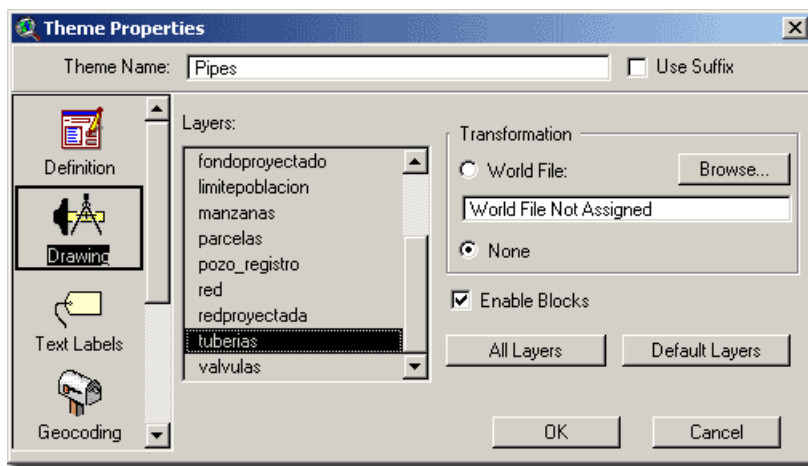 Theme Properties
Theme Name: Pipes Use Suffix
Definition
Drawing
Text Labels
Geocoding
Layers:
fondoproyectado
limitepoblacion
manzanas
parcelas
pozo_registro
red
redproyectada
tuberias
valvulas
Transformation
World File: Browse...
World File Not Assigned
None
Enable Blocks
All Layers Default Layers
OK Cancel